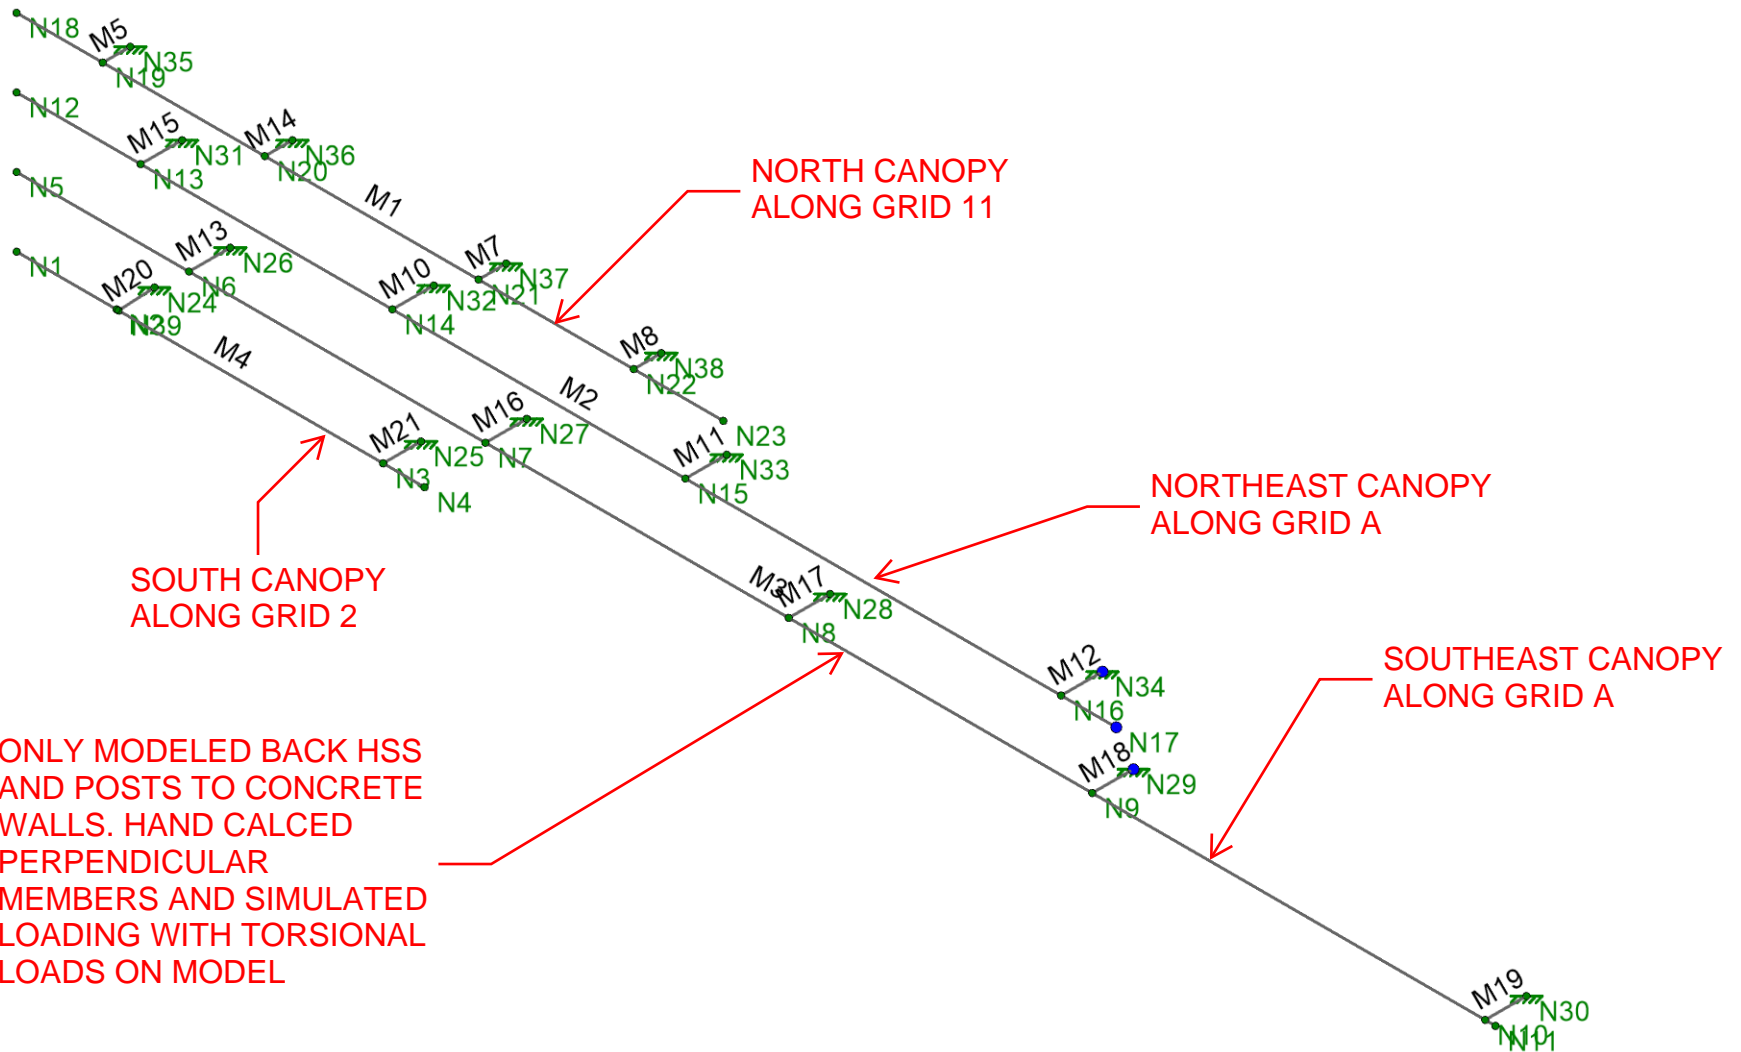 N18
M5
N35
N19
N12
M15
M14
N31
N36
N13
N20
NORTH CANOPY
ALONG GRID 11
N5
M1
M13
N26
N6
M7
N37
N21
N1
M20
N24
N39
M10
N32
N14
M4
M8
N38
N22
M2
M16
N27
N7
N23
M21
N25
N3
N4
M11
N33
N15
NORTHEAST CANOPY
ALONG GRID A
SOUTH CANOPY
ALONG GRID 2
M3
M17
N28
N8
M12
N34
N16
SOUTHEAST CANOPY
ALONG GRID A
N17
M18
N29
N9
ONLY MODELED BACK HSS
AND POSTS TO CONCRETE
WALLS. HAND CALCED
PERPENDICULAR
MEMBERS AND SIMULATED
LOADING WITH TORSIONAL
LOADS ON MODEL
M19
N30
N10
N11